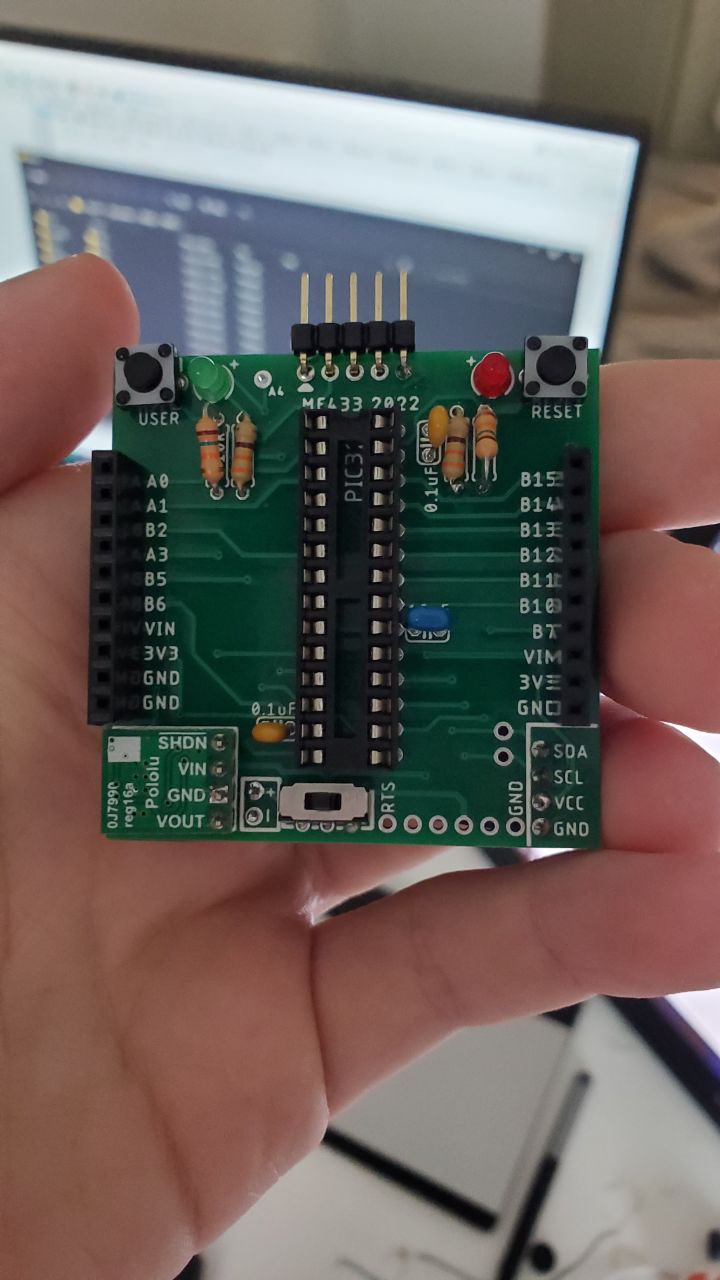 USER
A4
ME433 2022
RESET
PIC3
0.1uF
A0
A1
B2
A3
B5
B6
VIN
3V3
GND
GND
B15
B14
B13
B12
B11
B10
B7
VIN
GND
0.1uF
SHDN
VIN
GND
VOUT
Pololu
0J7990
reg16a
+
-
RTS
GND
SDA
SCL
VCC
GND